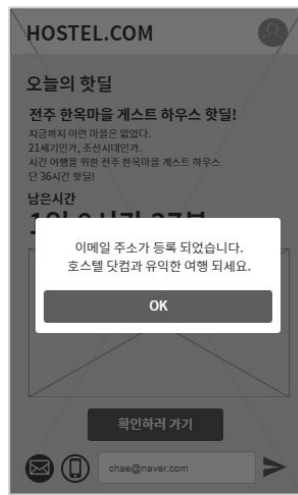 HOSTEL.COM
오늘의 핫딜
전주 한옥마을 게스트 하우스 핫딜!
지금까지 이런 마을은 없었다.
21세기인가, 조선시대인가.
시간 여행을 위한 전주 한옥마을 게스트 하우스
단 36시간 핫딜!
남은시간
이메일 주소가 등록 되었습니다.
호스텔 닷컴과 유익한 여행 되세요.
OK
확인하러 가기
chae@naver.com